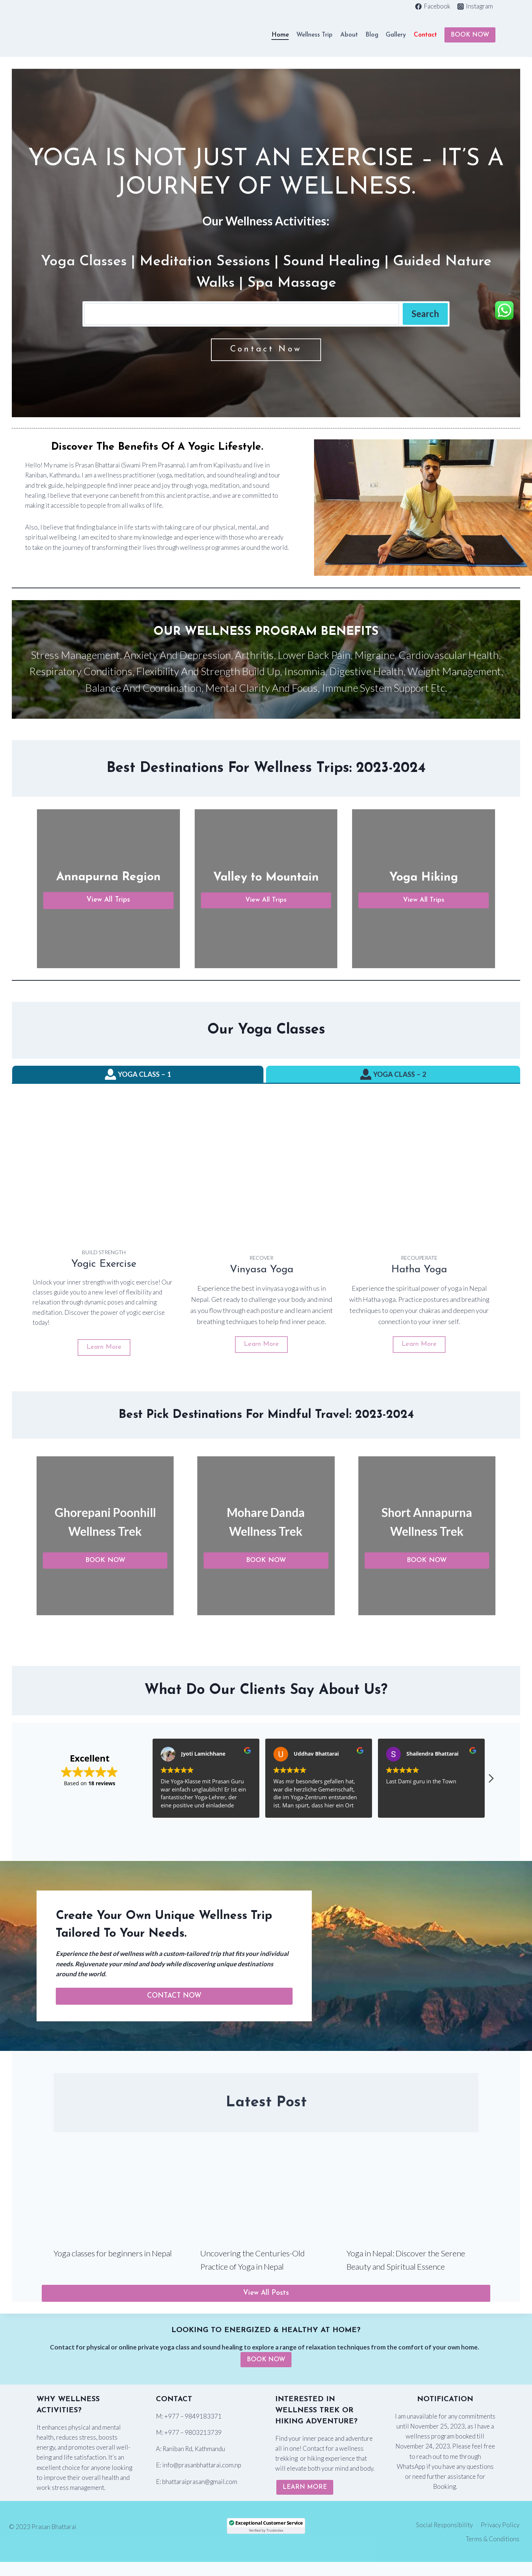 Facebook Instagram
Home Wellness Trip About Blog Gallery Contact BOOK NOW
YOGA IS NOT JUST AN EXERCISE – IT'S A
JOURNEY OF WELLNESS.
Our Wellness Activities:
Yoga Classes | Meditation Sessions | Sound Healing | Guided Nature
Walks | Spa Massage
Search
Contact Now
Discover The Benefits Of A Yogic Lifestyle.
Hello! My name is Prasan Bhattarai (Swami Prem Prasanna). I am from Kapilvastu and live in
Raniban, Kathmandu. I am a wellness practitioner (yoga, meditation, and sound healing) and tour
and trek guide, helping people find inner peace and joy through yoga, meditation, and sound
healing. I believe that everyone can benefit from this ancient practise, and we are committed to
making it accessible to people from all walks of life.
Also, I believe that finding balance in life starts with taking care of our physical, mental, and
spiritual wellbeing. I am excited to share my knowledge and experience with those who are ready
to take on the journey of transforming their lives through wellness programmes around the world.
OUR WELLNESS PROGRAM BENEFITS
Stress Management, Anxiety And Depression, Arthritis, Lower Back Pain, Migraine, Cardiovascular Health,
Respiratory Conditions, Flexibility And Strength Build Up, Insomnia, Digestive Health, Weight Management,
Balance And Coordination, Mental Clarity And Focus, Immune System Support Etc.
Best Destinations For Wellness Trips: 2023-2024
Annapurna Region
View All Trips
Valley to Mountain
View All Trips
Yoga Hiking
View All Trips
Our Yoga Classes
YOGA CLASS – 1
YOGA CLASS – 2
BUILD STRENGTH
Yogic Exercise
Unlock your inner strength with yogic exercise! Our
classes guide you to a new level of flexibility and
relaxation through dynamic poses and calming
meditation. Discover the power of yogic exercise
today!
Learn More
RECOVER
Vinyasa Yoga
Experience the best in vinyasa yoga with us in
Nepal. Get ready to challenge your body and mind
as you flow through each posture and learn ancient
breathing techniques to help find inner peace.
Learn More
RECOUPERATE
Hatha Yoga
Experience the spiritual power of yoga in Nepal
with Hatha yoga. Practice postures and breathing
techniques to open your chakras and deepen your
connection to your inner self.
Learn More
Best Pick Destinations For Mindful Travel: 2023-2024
Ghorepani Poonhill
Wellness Trek
BOOK NOW
Mohare Danda
Wellness Trek
BOOK NOW
Short Annapurna
Wellness Trek
BOOK NOW
What Do Our Clients Say About Us?
Excellent
Based on 18 reviews
Jyoti Lamichhane
Die Yoga-Klasse mit Prasan Guru
war einfach unglaublich! Er ist ein
fantastischer Yoga-Lehrer, der
eine positive und einladende
U
Uddhav Bhattarai
Was mir besonders gefallen hat,
war die herzliche Gemeinschaft,
die im Yoga-Zentrum entstanden
ist. Man spürt, dass hier ein Ort
S
Shailendra Bhattarai
Last Dami guru in the Town
Create Your Own Unique Wellness Trip
Tailored To Your Needs.
Experience the best of wellness with a custom-tailored trip that fits your individual
needs. Rejuvenate your mind and body while discovering unique destinations
around the world.
CONTACT NOW
Latest Post
Yoga classes for beginners in Nepal
Uncovering the Centuries-Old
Practice of Yoga in Nepal
Yoga in Nepal: Discover the Serene
Beauty and Spiritual Essence
View All Posts
LOOKING TO ENERGIZED & HEALTHY AT HOME?
Contact for physical or online private yoga class and sound healing to explore a range of relaxation techniques from the comfort of your own home.
BOOK NOW
WHY WELLNESS
ACTIVITIES?
It enhances physical and mental
health, reduces stress, boosts
energy, and promotes overall well-
being and life satisfaction. It's an
excellent choice for anyone looking
to improve their overall health and
work stress management.
CONTACT
M: +977 – 9849183371
M: +977 – 9803213739
A: Raniban Rd, Kathmandu
E: info@prasanbhattarai.com.np
E: bhattaraiprasan@gmail.com
INTERESTED IN
WELLNESS TREK OR
HIKING ADVENTURE?
Find your inner peace and adventure
all in one! Contact for a wellness
trekking or hiking experience that
will elevate both your mind and body.
LEARN MORE
NOTIFICATION
I am unavailable for any commitments
until November 25, 2023, as I have a
wellness program booked till
November 24, 2023. Please feel free
to reach out to me through
WhatsApp if you have any questions
or need further assistance for
Booking.
© 2023 Prasan Bhattarai
Exceptional Customer Service
Verified by Trustindex
Social Responsibility Privacy Policy
Terms & Conditions